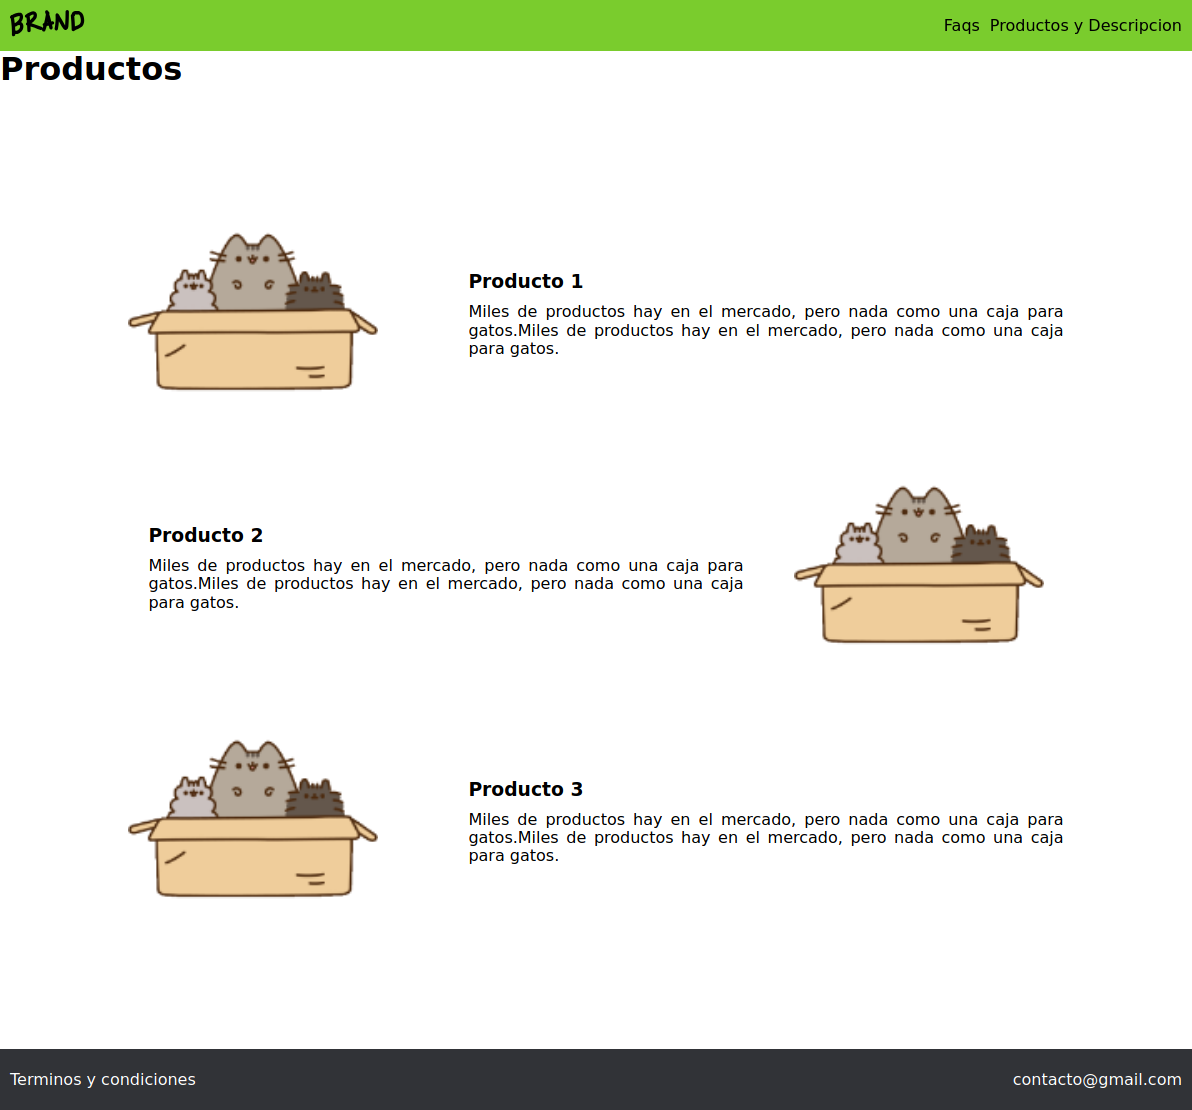 BRAND
Faqs Productos y Descripcion
Productos
Producto 1
Miles de productos hay en el mercado, pero nada como una caja para
gatos.Miles de productos hay en el mercado, pero nada como una caja
para gatos.
Producto 2
Miles de productos hay en el mercado, pero nada como una caja para
gatos.Miles de productos hay en el mercado, pero nada como una caja
para gatos.
Producto 3
Miles de productos hay en el mercado, pero nada como una caja para
gatos.Miles de productos hay en el mercado, pero nada como una caja
para gatos.
Terminos y condiciones
contacto@gmail.com